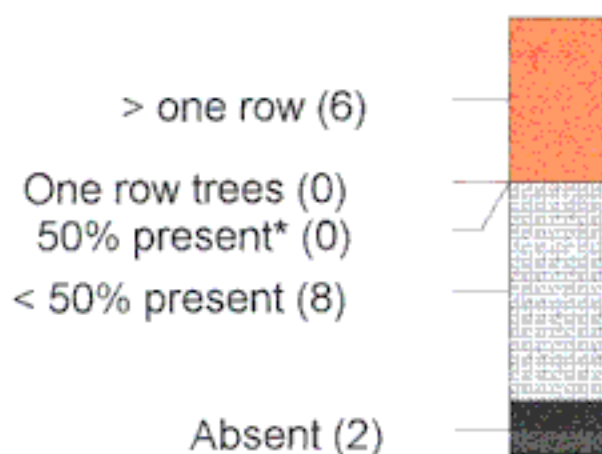 > one row (6)
One row trees (0)
50% present* (0)
< 50% present (8)
Absent (2)